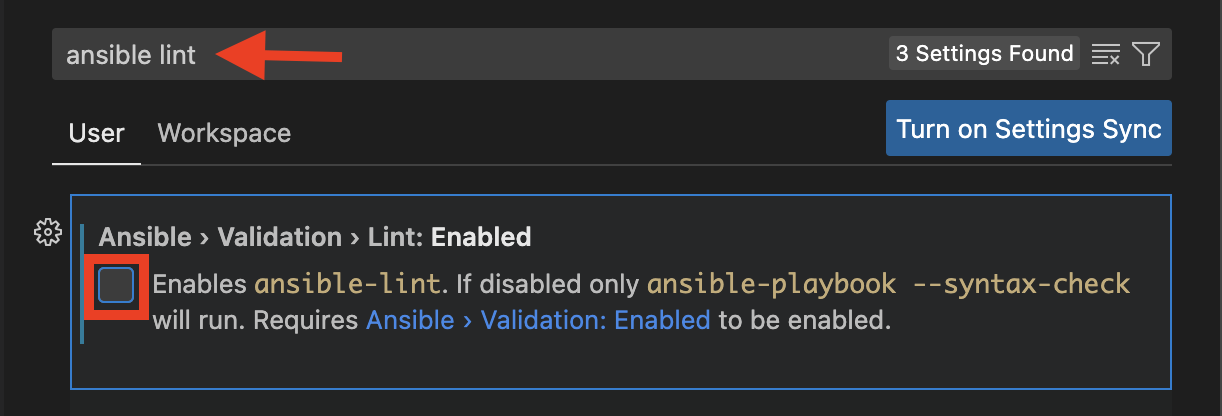 ansible lint
3 Settings Found
User
Workspace
Turn on Settings Sync
Ansible › Validation › Lint: Enabled
Enables ansible-lint. If disabled only ansible-playbook --syntax-check
will run. Requires Ansible › Validation: Enabled to be enabled.